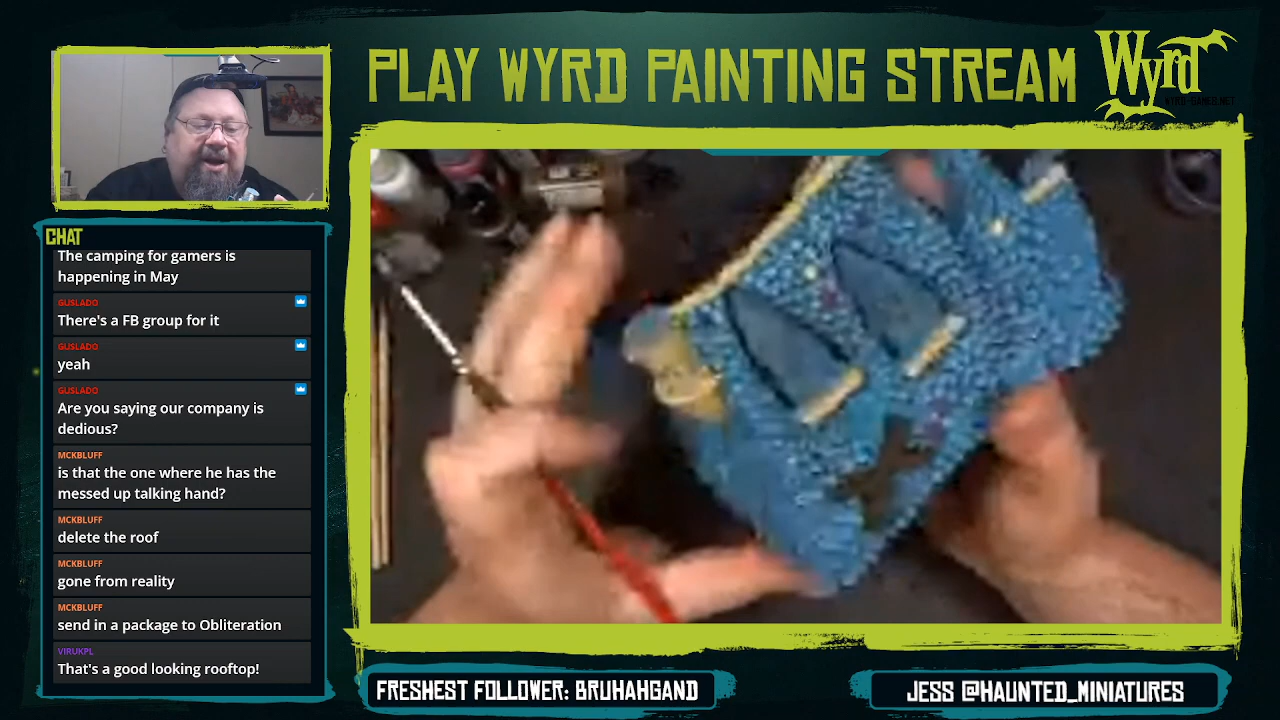 PLAY WYRD PAINTING STREAM
Wyrd
CHAT
The camping for gamers is
happening in May
GUSLADO
There's a FB group for it
GUSLADO
yeah
GUSLADO
Are you saying our company is
dedious?
MCKBLUFF
is that the one where he has the
messed up talking hand?
MCKBLUFF
delete the roof
MCKBLUFF
gone from reality
MCKBLUFF
send in a package to Obliteration
VIRUKPL
That's a good looking rooftop!
FRESHEST FOLLOWER: BRUHAHGAND
JESS @HAUNTED_MINIATURES